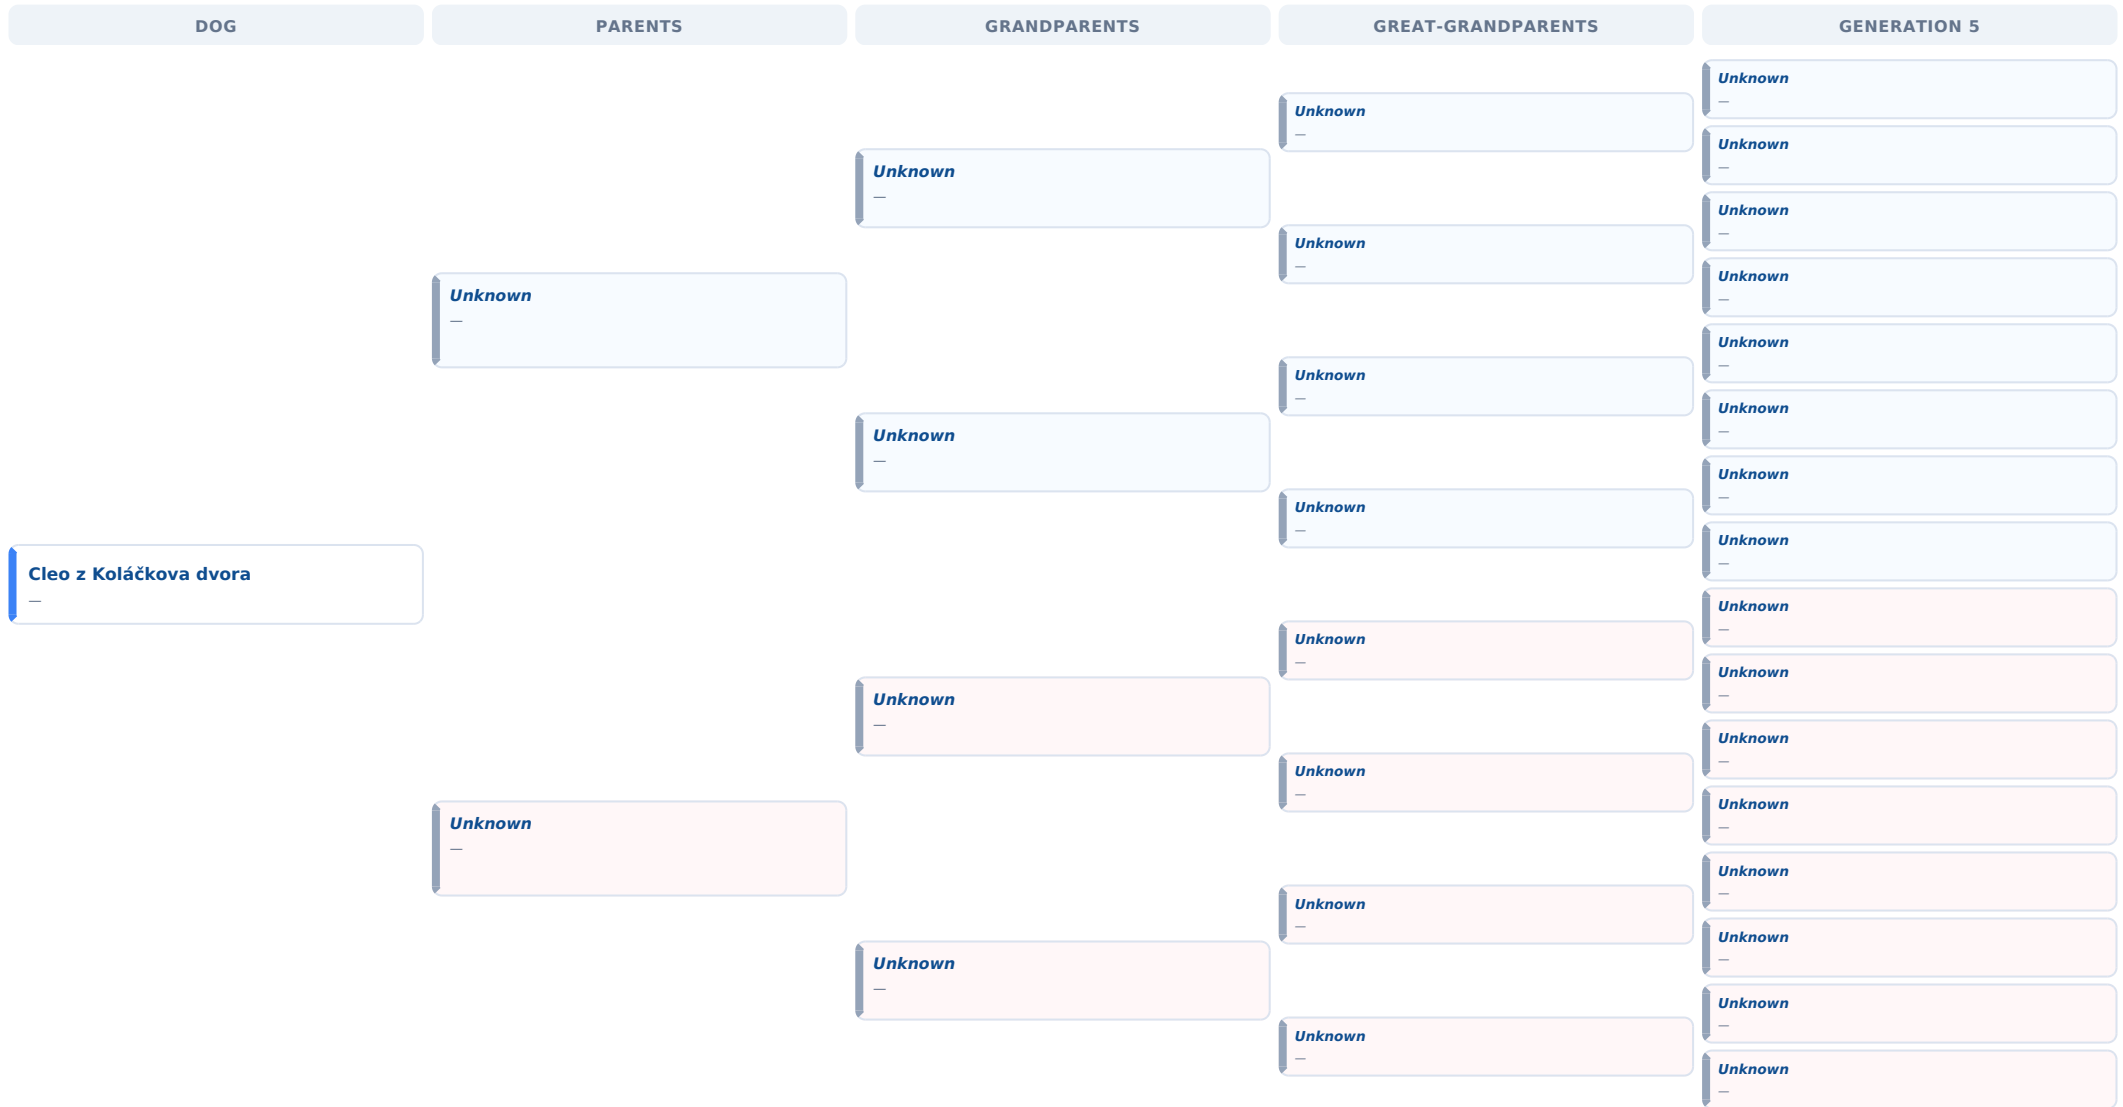 DOG
PARENTS
GRANDPARENTS
GREAT-GRANDPARENTS
GENERATION 5
Cleo z Koláčkova dvora
—
Unknown
—
Unknown
—
Unknown
—
Unknown
—
Unknown
—
Unknown
—
Unknown
—
Unknown
—
Unknown
—
Unknown
—
Unknown
—
Unknown
—
Unknown
—
Unknown
—
Unknown
—
Unknown
—
Unknown
—
Unknown
—
Unknown
—
Unknown
—
Unknown
—
Unknown
—
Unknown
—
Unknown
—
Unknown
—
Unknown
—
Unknown
—
Unknown
—
Unknown
—
Unknown
—